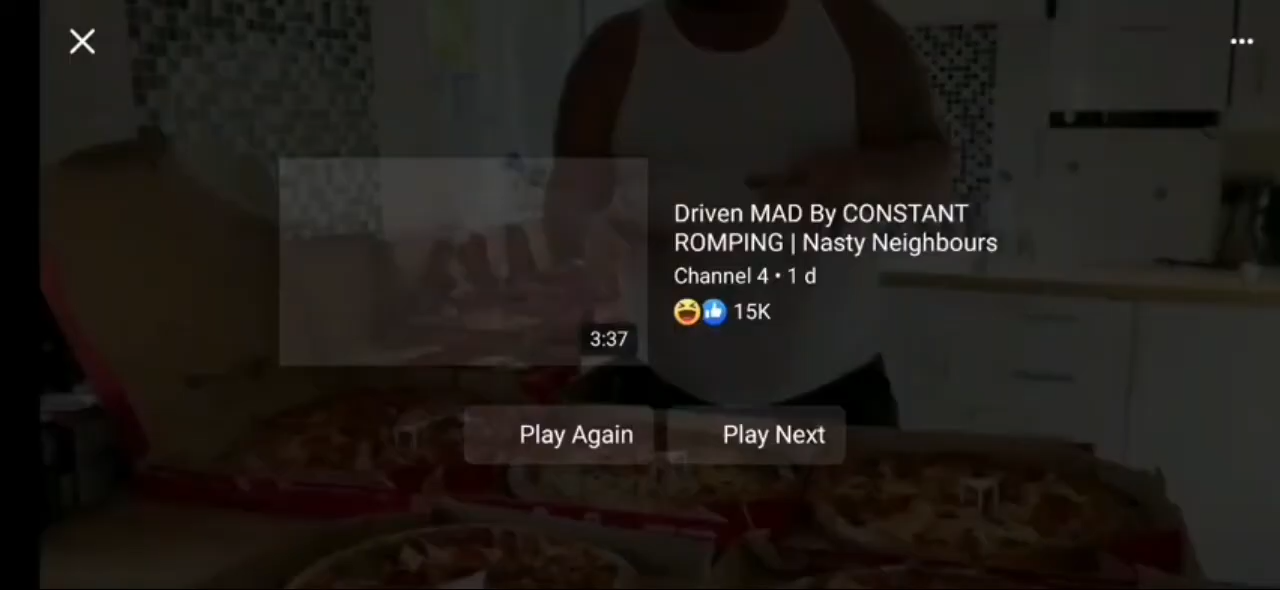 Driven MAD By CONSTANT
ROMPING | Nasty Neighbours
Channel 4 • 1 d
15K
3:37
Play Again
Play Next